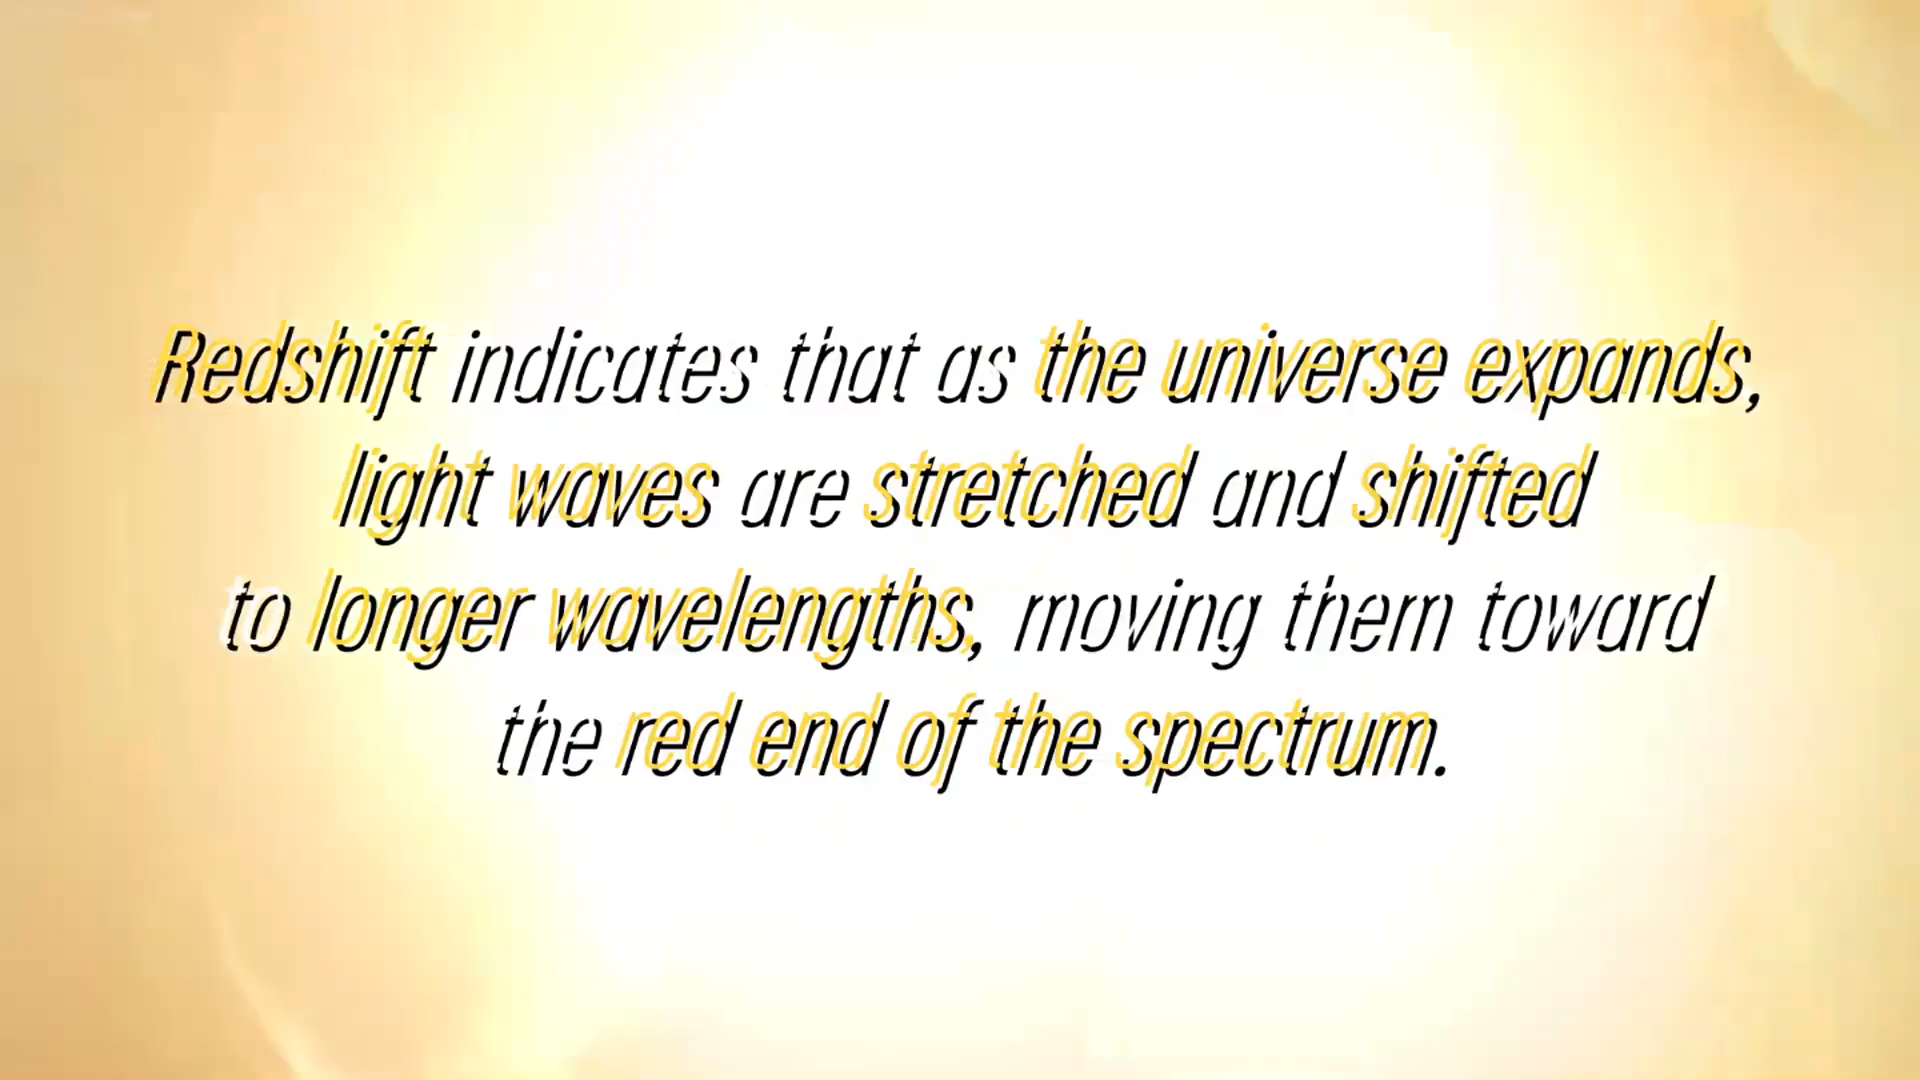 Redshift indicates that as the universe expands,
light waves are stretched and shifted
to longer wavelengths, moving them toward
the red end of the spectrum.